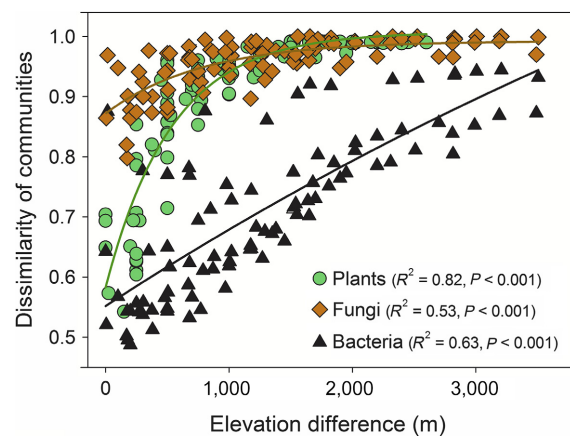 1.0
0.9
0.8
0.7
0.6
0.5
Dissimilarity of communities
Plants (R² = 0.82, P < 0.001)
Fungi (R² = 0.53, P < 0.001)
Bacteria (R² = 0.63, P < 0.001)
0 1,000 2,000 3,000
Elevation difference (m)